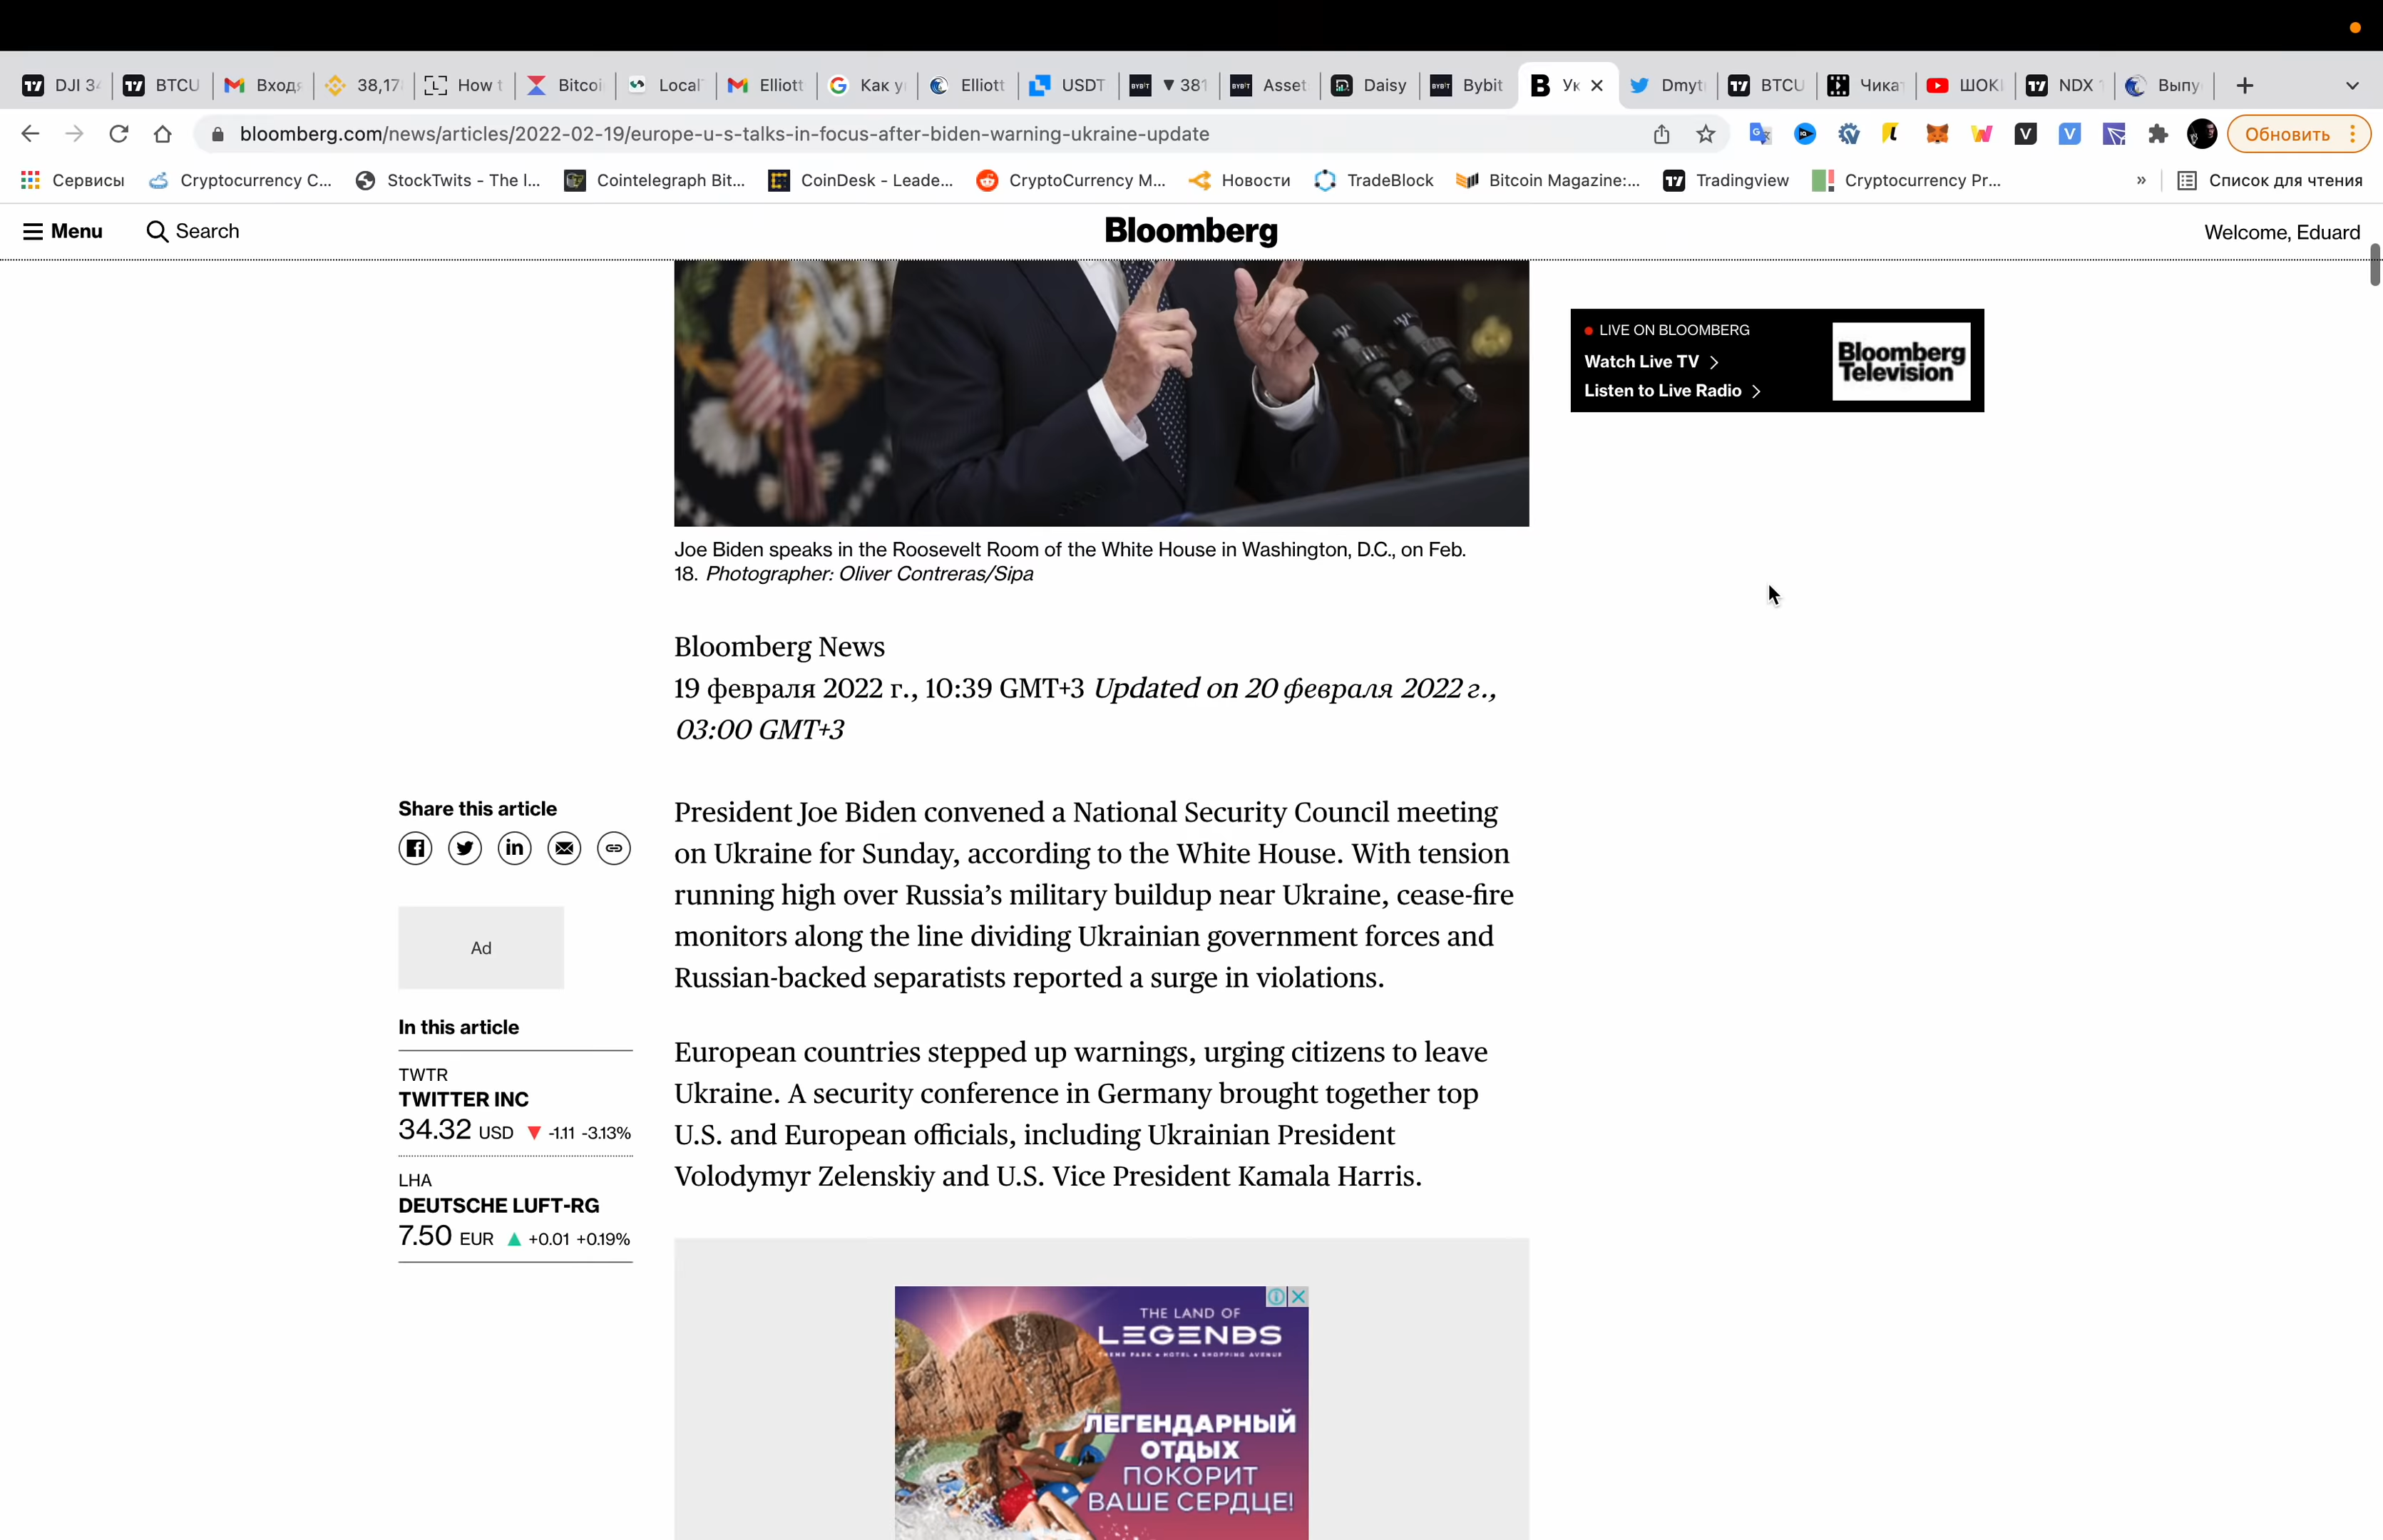 DJI 34
BTCU
Входя
38,17
How t
Bitcoi
Local
Elliott
Как у
Elliott
USDT
BYBIT ▼ 381
BYBIT Asset
Daisy
BYBIT Bybit
Ук
Dmyt
BTCU
Чика
ШОК
NDX
Выпу
bloomberg.com/news/articles/2022-02-19/europe-u-s-talks-in-focus-after-biden-warning-ukraine-update
Обновить
Сервисы
Cryptocurrency C...
StockTwits - The l...
Cointelegraph Bit...
CoinDesk - Leade...
CryptoCurrency M...
Новости
TradeBlock
Bitcoin Magazine:...
Tradingview
Cryptocurrency Pr...
»
Список для чтения
Menu
Search
Bloomberg
Welcome, Eduard
LIVE ON BLOOMBERG
Watch Live TV
Listen to Live Radio
Bloomberg
Television
Joe Biden speaks in the Roosevelt Room of the White House in Washington, D.C., on Feb.
18. Photographer: Oliver Contreras/Sipa
Bloomberg News
19 февраля 2022 г., 10:39 GMT+3 Updated on 20 февраля 2022 г.,
03:00 GMT+3
Share this article
Ad
In this article
TWTR
TWITTER INC
34.32 USD ▼ -1.11 -3.13%
LHA
DEUTSCHE LUFT-RG
7.50 EUR ▲ +0.01 +0.19%
President Joe Biden convened a National Security Council meeting
on Ukraine for Sunday, according to the White House. With tension
running high over Russia’s military buildup near Ukraine, cease-fire
monitors along the line dividing Ukrainian government forces and
Russian-backed separatists reported a surge in violations.
European countries stepped up warnings, urging citizens to leave
Ukraine. A security conference in Germany brought together top
U.S. and European officials, including Ukrainian President
Volodymyr Zelenskiy and U.S. Vice President Kamala Harris.
THE LAND OF
LEGENDS
THEME PARK • HOTEL • SHOPPING AVENUE
ЛЕГЕНДАРНЫЙ
ОТДЫХ
ПОКОРИТ
ВАШЕ СЕРДЦЕ!